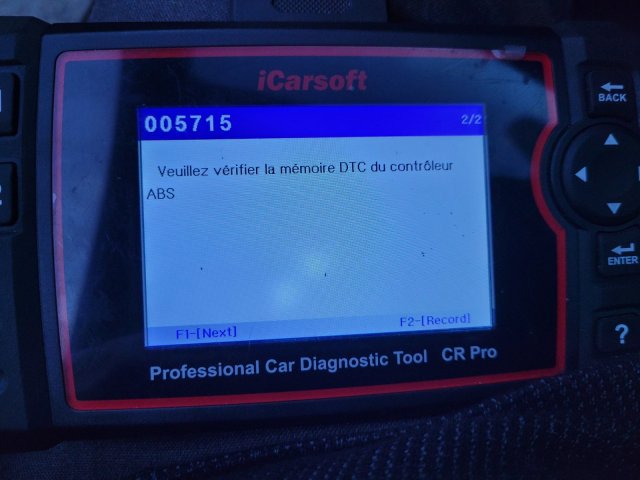 iCarsoft
005715 2/2
Veuillez vérifier la mémoire DTC du contrôleur
ABS
F1-[Next] F2-[Record]
Professional Car Diagnostic Tool CR Pro
BACK
ENTER
?